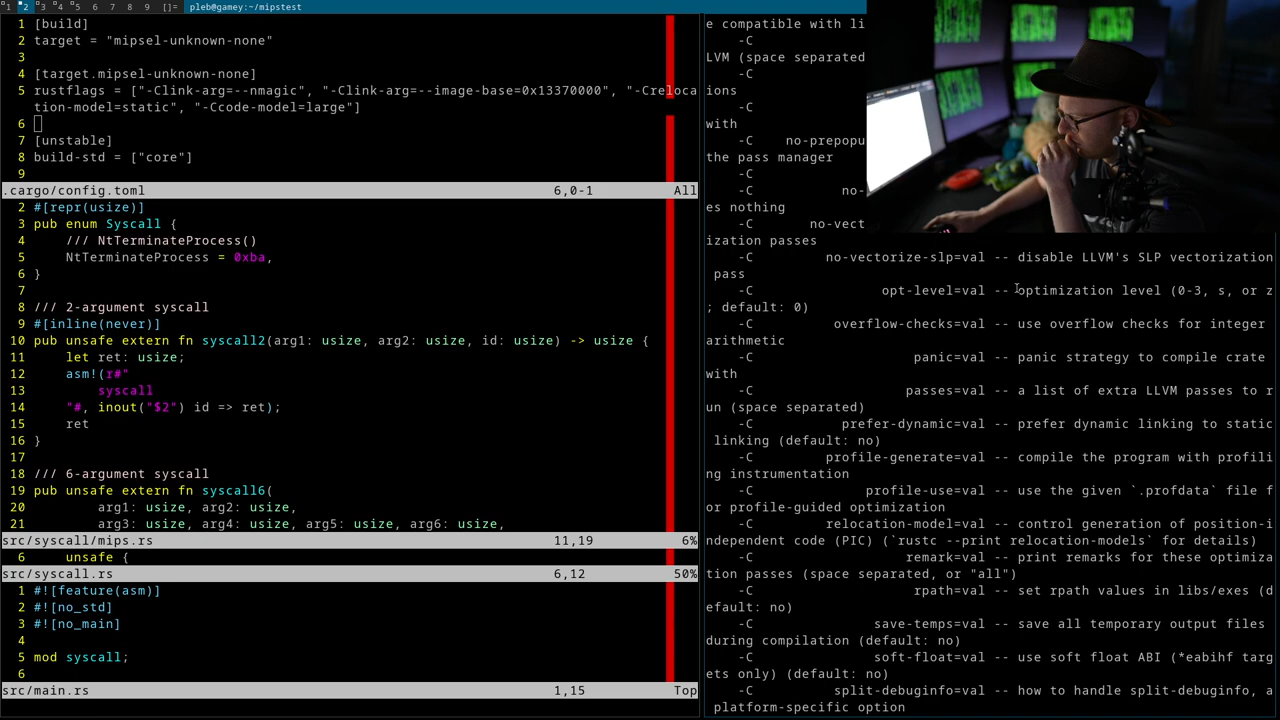 1 2 3 4 5 6 7 8 9 []= pleb@gamey:~/mipstest
1 [build]
2 target = "mipsel-unknown-none"
3
4 [target.mipsel-unknown-none]
5 rustflags = ["-Clink-arg=--nmagic", "-Clink-arg=--image-base=0x13370000", "-Creloca
tion-model=static", "-Ccode-model=large"]
6
7 [unstable]
8 build-std = ["core"]
9
.cargo/config.toml 6,0-1 All
2 #[repr(usize)]
3 pub enum Syscall {
4 /// NtTerminateProcess()
5 NtTerminateProcess = 0xba,
6 }
7
8 /// 2-argument syscall
9 #[inline(never)]
10 pub unsafe extern fn syscall2(arg1: usize, arg2: usize, id: usize) -> usize {
11 let ret: usize;
12 asm!(r#"
13 syscall
14 "#, inout("$2") id => ret);
15 ret
16 }
17
18 /// 6-argument syscall
19 pub unsafe extern fn syscall6(
20 arg1: usize, arg2: usize,
21 arg3: usize, arg4: usize, arg5: usize, arg6: usize,
src/syscall/mips.rs 11,19 6%
6 unsafe {
src/syscall.rs 6,12 50%
1 #![feature(asm)]
2 #![no_std]
3 #![no_main]
4
5 mod syscall;
6
src/main.rs 1,15 Top
e compatible with li
-C
LVM (space separated
-C
ions
-C
with
-C no-prepopu
the pass manager
-C
-C no-
es nothing
-C no-vect
ization passes
-C no-vectorize-slp=val -- disable LLVM's SLP vectorization
pass
-C opt-level=val -- optimization level (0-3, s, or z
; default: 0)
-C overflow-checks=val -- use overflow checks for integer
arithmetic
-C panic=val -- panic strategy to compile crate
with
-C passes=val -- a list of extra LLVM passes to r
un (space separated)
-C prefer-dynamic=val -- prefer dynamic linking to static
linking (default: no)
-C profile-generate=val -- compile the program with profili
ng instrumentation
-C profile-use=val -- use the given `.profdata` file f
or profile-guided optimization
-C relocation-model=val -- control generation of position-i
ndependent code (PIC) (`rustc --print relocation-models` for details)
-C remark=val -- print remarks for these optimiza
tion passes (space separated, or "all")
-C rpath=val -- set rpath values in libs/exes (d
efault: no)
-C save-temps=val -- save all temporary output files
during compilation (default: no)
-C soft-float=val -- use soft float ABI (*eabihf targ
ets only) (default: no)
-C split-debuginfo=val -- how to handle split-debuginfo, a
platform-specific option